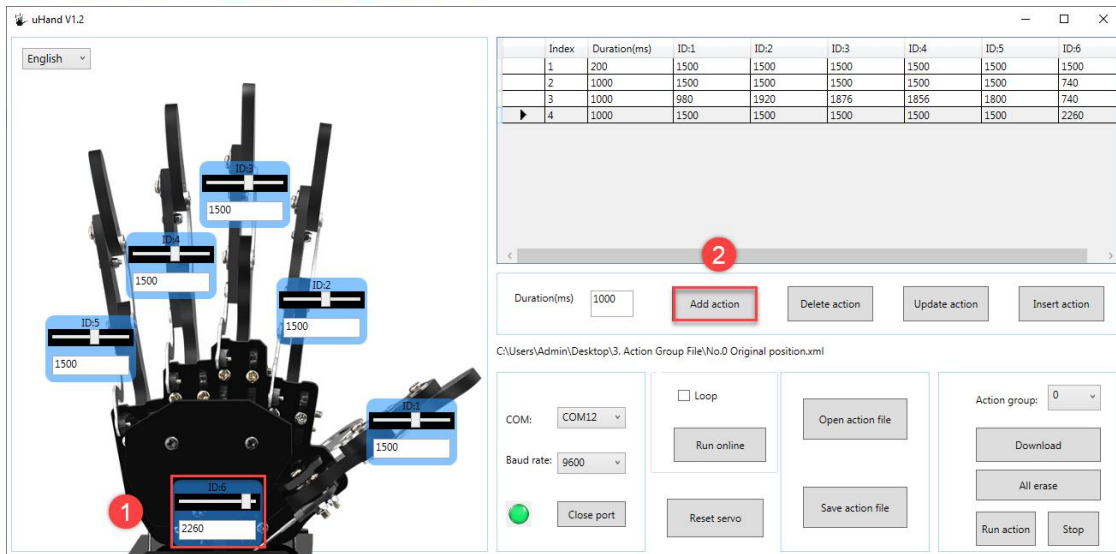 uHand V1.2
English
ID:3
1500
ID:4
1500
ID:2
1500
ID:5
1500
ID:1
1500
ID:6
2260
1
Index Duration(ms) ID:1 ID:2 ID:3 ID:4 ID:5 ID:6
1 200 1500 1500 1500 1500 1500 1500
2 1000 1500 1500 1500 1500 1500 740
3 1000 980 1920 1876 1856 1800 740
4 1000 1500 1500 1500 1500 1500 2260
2
Duration(ms) 1000 Add action Delete action Update action Insert action
C:\Users\Admin\Desktop\3. Action Group File\No.0 Original position.xml
COM: COM12
Baud rate: 9600
Close port
Loop
Run online
Reset servo
Open action file
Save action file
Action group: 0
Download
All erase
Run action Stop